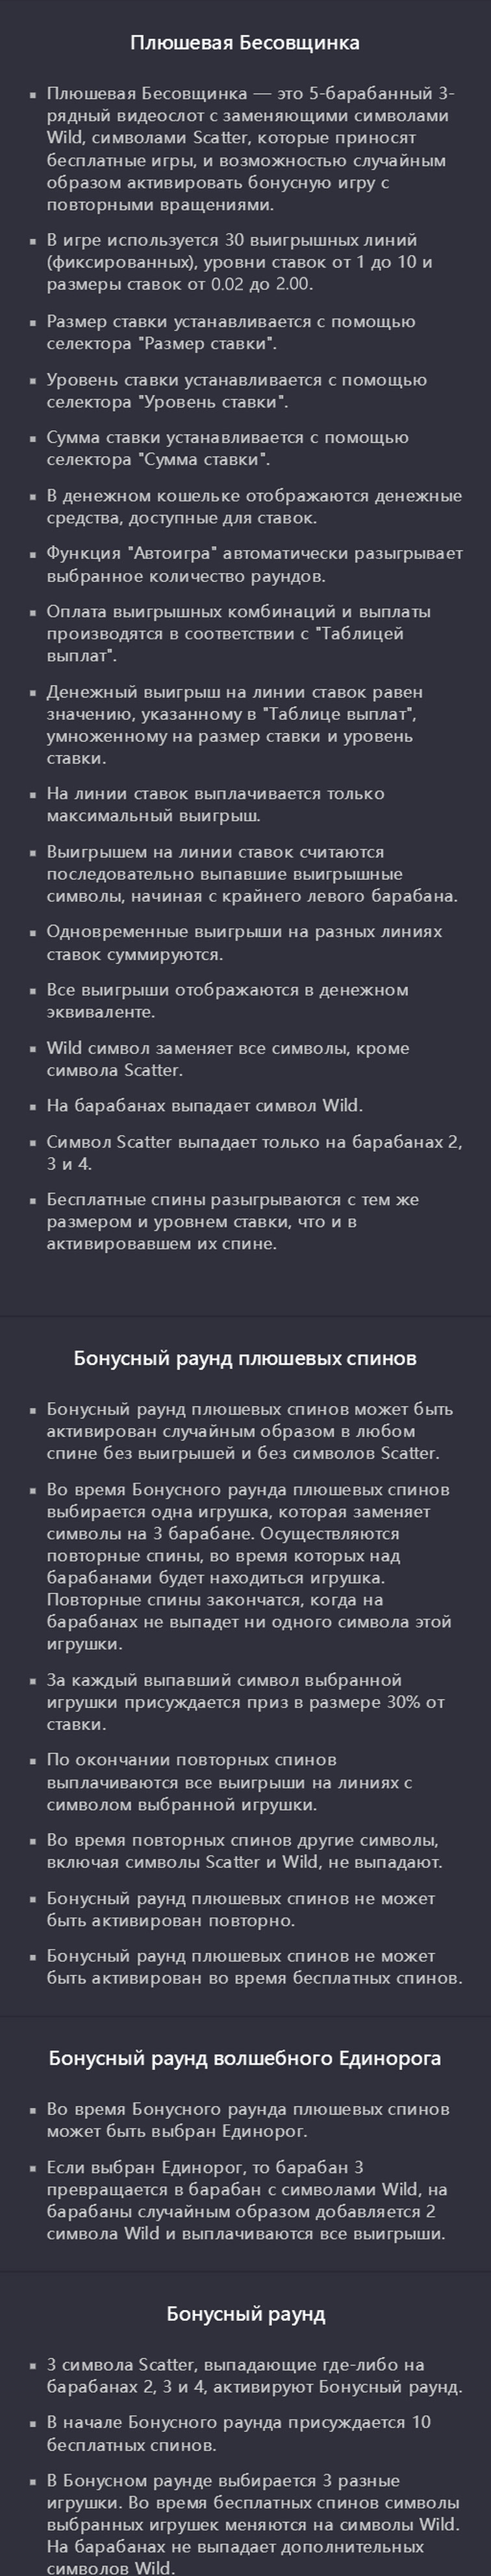 Плюшевая Бесовщинка
▪ Плюшевая Бесовщинка — это 5-барабанный 3-
рядный видеослот с заменяющими символами
Wild, символами Scatter, которые приносят
бесплатные игры, и возможностью случайным
образом активировать бонусную игру с
повторными вращениями.
▪ В игре используется 30 выигрышных линий
(фиксированных), уровни ставок от 1 до 10 и
размеры ставок от 0.02 до 2.00.
▪ Размер ставки устанавливается с помощью
селектора "Размер ставки".
▪ Уровень ставки устанавливается с помощью
селектора "Уровень ставки".
▪ Сумма ставки устанавливается с помощью
селектора "Сумма ставки".
▪ В денежном кошельке отображаются денежные
средства, доступные для ставок.
▪ Функция "Автоигра" автоматически разыгрывает
выбранное количество раундов.
▪ Оплата выигрышных комбинаций и выплаты
производятся в соответствии с "Таблицей
выплат".
▪ Денежный выигрыш на линии ставок равен
значению, указанному в "Таблице выплат",
умноженному на размер ставки и уровень
ставки.
▪ На линии ставок выплачивается только
максимальный выигрыш.
▪ Выигрышем на линии ставок считаются
последовательно выпавшие выигрышные
символы, начиная с крайнего левого барабана.
▪ Одновременные выигрыши на разных линиях
ставок суммируются.
▪ Все выигрыши отображаются в денежном
эквиваленте.
▪ Wild символ заменяет все символы, кроме
символа Scatter.
▪ На барабанах выпадает символ Wild.
▪ Символ Scatter выпадает только на барабанах 2,
3 и 4.
▪ Бесплатные спины разыгрываются с тем же
размером и уровнем ставки, что и в
активировавшем их спине.
Бонусный раунд плюшевых спинов
▪ Бонусный раунд плюшевых спинов может быть
активирован случайным образом в любом
спине без выигрышей и без символов Scatter.
▪ Во время Бонусного раунда плюшевых спинов
выбирается одна игрушка, которая заменяет
символы на 3 барабане. Осуществляются
повторные спины, во время которых над
барабанами будет находиться игрушка.
Повторные спины закончатся, когда на
барабанах не выпадет ни одного символа этой
игрушки.
▪ За каждый выпавший символ выбранной
игрушки присуждается приз в размере 30% от
ставки.
▪ По окончании повторных спинов
выплачиваются все выигрыши на линиях с
символом выбранной игрушки.
▪ Во время повторных спинов другие символы,
включая символы Scatter и Wild, не выпадают.
▪ Бонусный раунд плюшевых спинов не может
быть активирован повторно.
▪ Бонусный раунд плюшевых спинов не может
быть активирован во время бесплатных спинов.
Бонусный раунд волшебного Единорога
▪ Во время Бонусного раунда плюшевых спинов
может быть выбран Единорог.
▪ Если выбран Единорог, то барабан 3
превращается в барабан с символами Wild, на
барабаны случайным образом добавляется 2
символа Wild и выплачиваются все выигрыши.
Бонусный раунд
▪ 3 символа Scatter, выпадающие где-либо на
барабанах 2, 3 и 4, активируют Бонусный раунд.
▪ В начале Бонусного раунда присуждается 10
бесплатных спинов.
▪ В Бонусном раунде выбирается 3 разные
игрушки. Во время бесплатных спинов символы
выбранных игрушек меняются на символы Wild.
На барабанах не выпадает дополнительных
символов Wild.